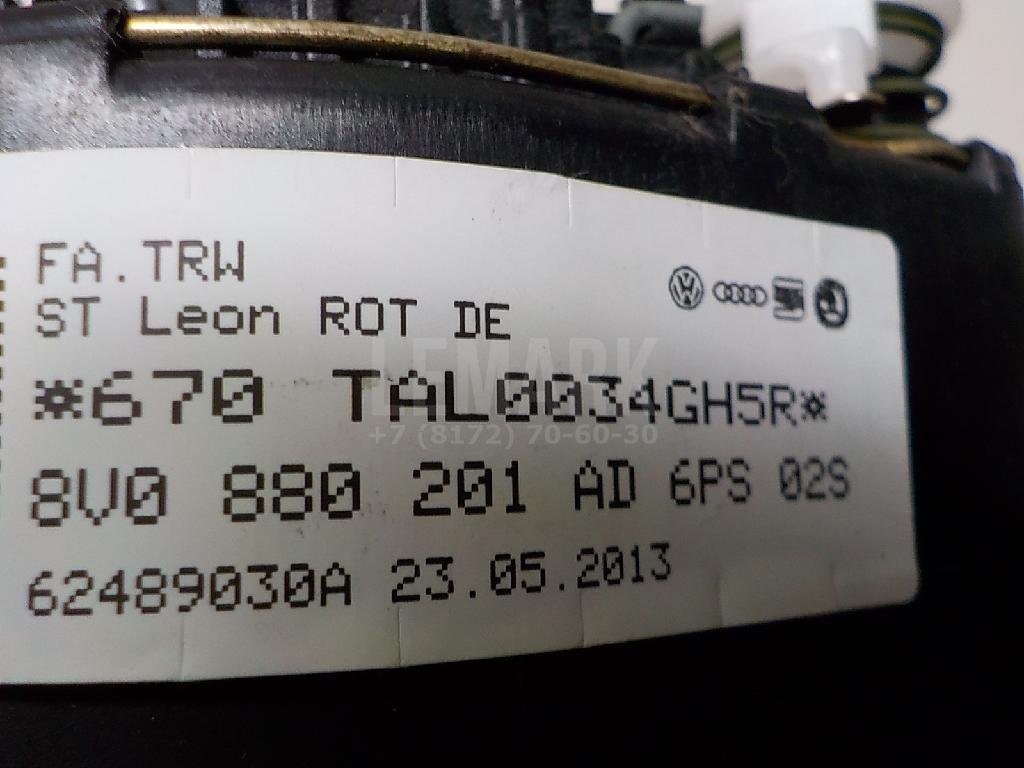 FA.TRW
ST Leon ROT DE
*670 TAL0034GH5R*
LEMARK
+7 (8172) 70-60-30
8V0 880 201 AD 6PS 02S
62489030A 23.05.2013